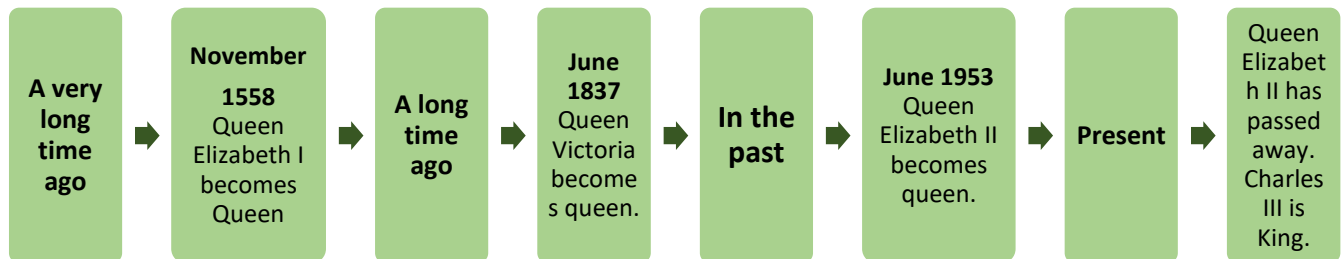 A very
long
time
ago
November
1558
Queen
Elizabeth I
becomes
Queen
A long
time
ago
June
1837
Queen
Victoria
become
s queen.
In the
past
June 1953
Queen
Elizabeth II
becomes
queen.
Present
Queen
Elizabet
h II has
passed
away.
Charles
III is
King.